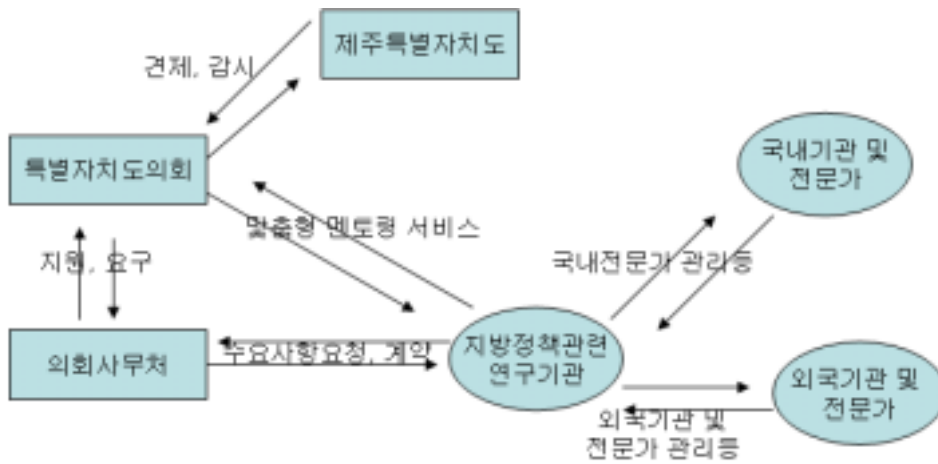 제주특별자치도
견제, 감시
특별자치도의회
국내기관 및
전문가
맞춤형 멘토링 서비스
지원, 요구
국내전문가 관리등
의회사무처
수요사항요청, 계약
지방정책관련
연구기관
외국기관 및
전문가
외국기관 및
전문가 관리등